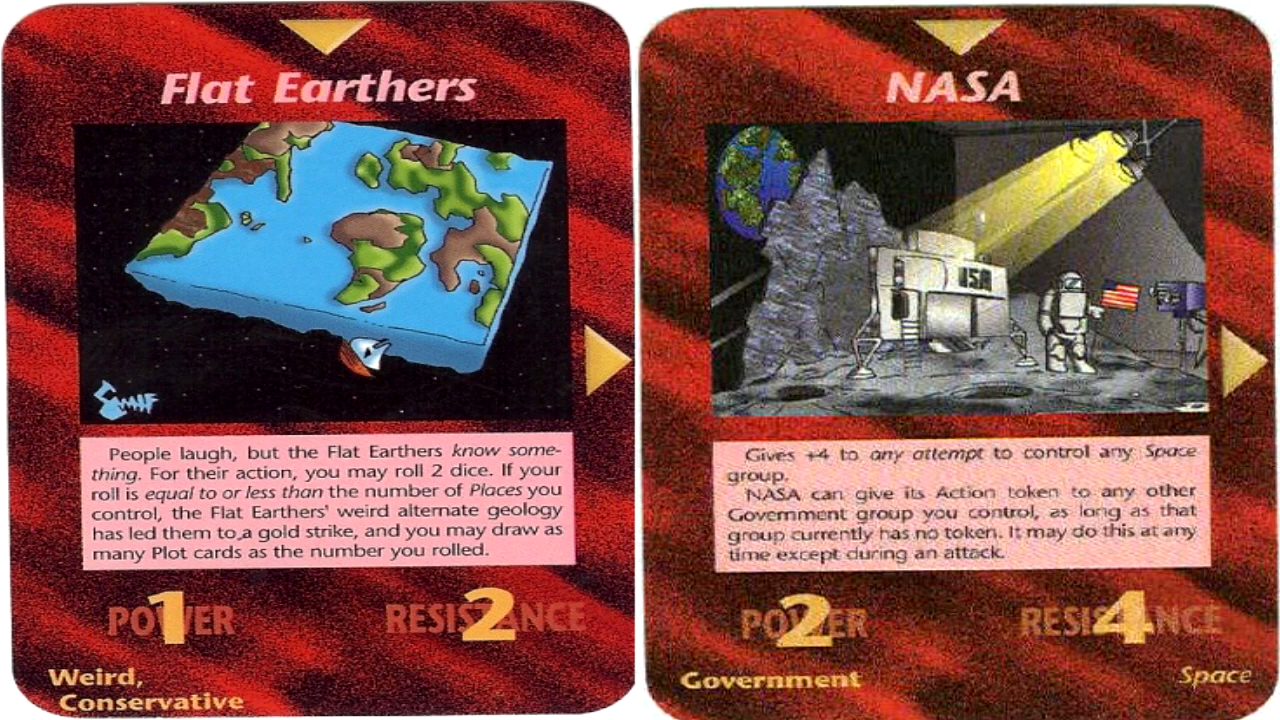 Flat Earthers
People laugh, but the Flat Earthers know some-
thing. For their action, you may roll 2 dice. If your
roll is equal to or less than the number of Places you
control, the Flat Earthers' weird alternate geology
has led them to a gold strike, and you may draw as
many Plot cards as the number you rolled.
POWER 1
RESISTANCE 2
Weird,
Conservative
NASA
USA
Gives +4 to any attempt to control any Space
group.
NASA can give its Action token to any other
Government group you control, as long as that
group currently has no token. It may do this at any
time except during an attack.
POWER 2
RESISTANCE 4
Government
Space